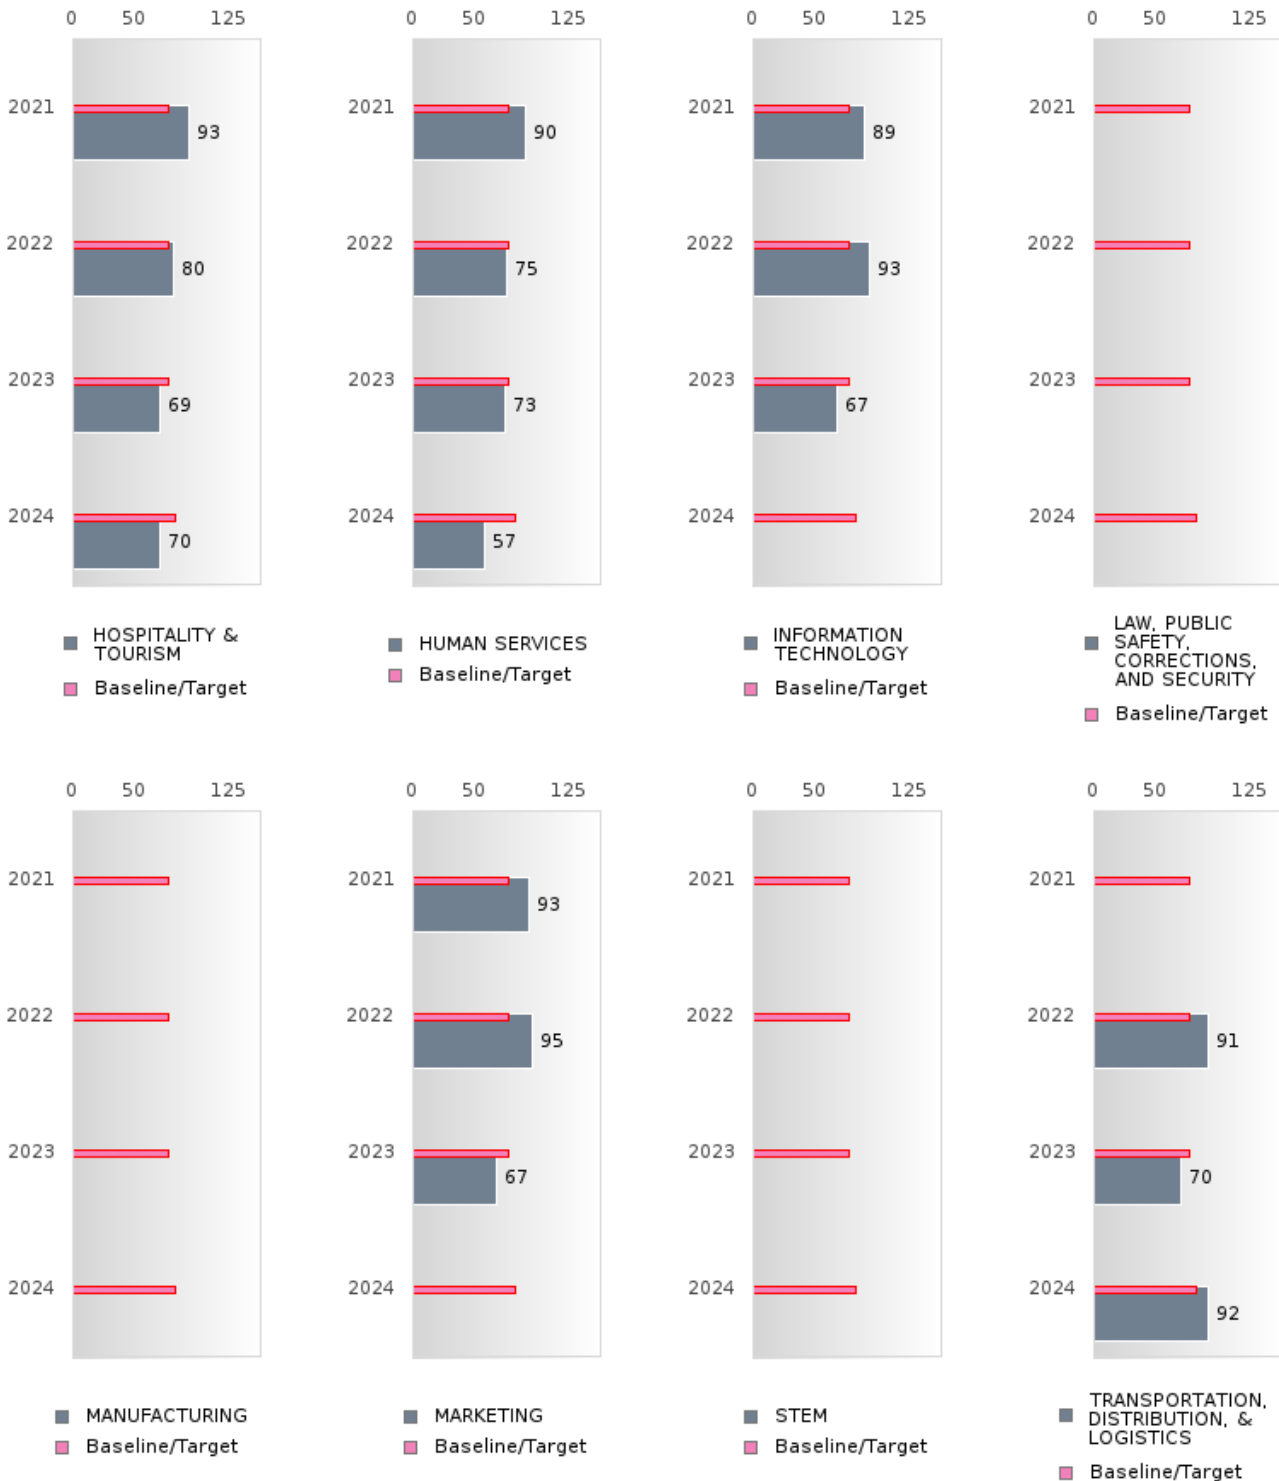 0 50 125
2021
93
2022
80
2023
69
2024
70
HOSPITALITY &
TOURISM
Baseline/Target
0 50 125
2021
90
2022
75
2023
73
2024
57
HUMAN SERVICES
Baseline/Target
0 50 125
2021
89
2022
93
2023
67
2024
INFORMATION
TECHNOLOGY
Baseline/Target
0 50 125
2021
2022
2023
2024
LAW, PUBLIC
SAFETY,
CORRECTIONS,
AND SECURITY
Baseline/Target
0 50 125
2021
2022
2023
2024
MANUFACTURING
Baseline/Target
0 50 125
2021
93
2022
95
2023
67
2024
MARKETING
Baseline/Target
0 50 125
2021
2022
2023
2024
STEM
Baseline/Target
0 50 125
2021
2022
91
2023
70
2024
92
TRANSPORTATION,
DISTRIBUTION, &
LOGISTICS
Baseline/Target